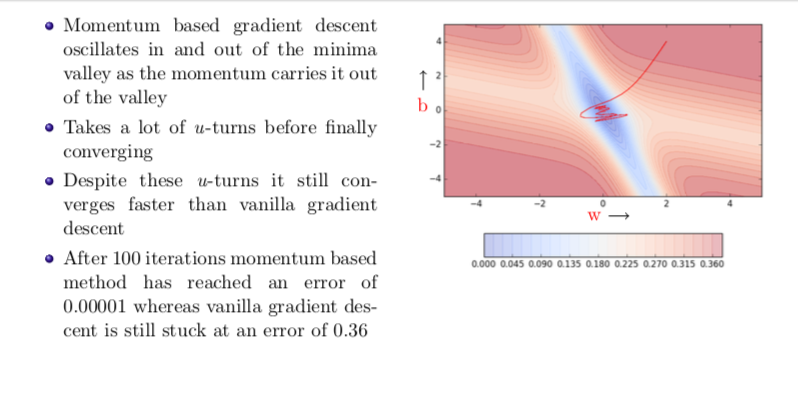 • Momentum based gradient descent
oscillates in and out of the minima
valley as the momentum carries it out
of the valley
• Takes a lot of u-turns before finally
converging
• Despite these u-turns it still con-
verges faster than vanilla gradient
descent
• After 100 iterations momentum based
method has reached an error of
0.00001 whereas vanilla gradient des-
cent is still stuck at an error of 0.36
4
↑ 2
b 0
−2
−4
−4 −2 0 2 4
w →
0.000 0.045 0.090 0.135 0.180 0.225 0.270 0.315 0.360